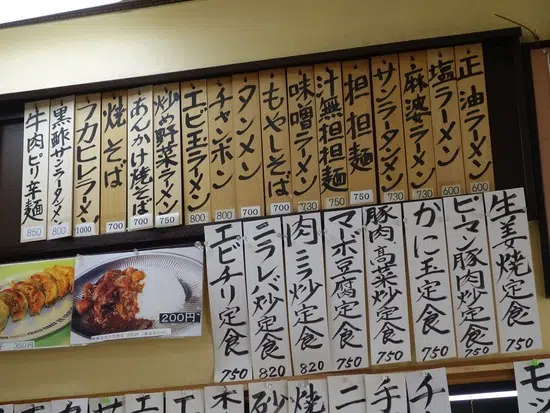 正油ラーメン 600
塩ラーメン 600
麻婆ラーメン 730
サンラータンメン 730
担担麺 750
汁無担担麺 750
味噌ラーメン 730
もやしそば 700
タンメン 700
チャンポン 800
エビ玉ラーメン 800
炒め野菜ラーメン 750
あんかけ焼そば 700
焼そば 700
フカヒレラーメン 1000
黒酢サンラータンメン 800
牛肉ピリ辛麺 850
生姜焼定食 750
ピーマン豚肉炒定食 750
かに玉定食 750
豚肉高菜炒定食 750
マーボ豆腐定食 750
肉ニラ炒定食 820
ニラレバ炒定食 820
エビチリ定食 750
200円
350円